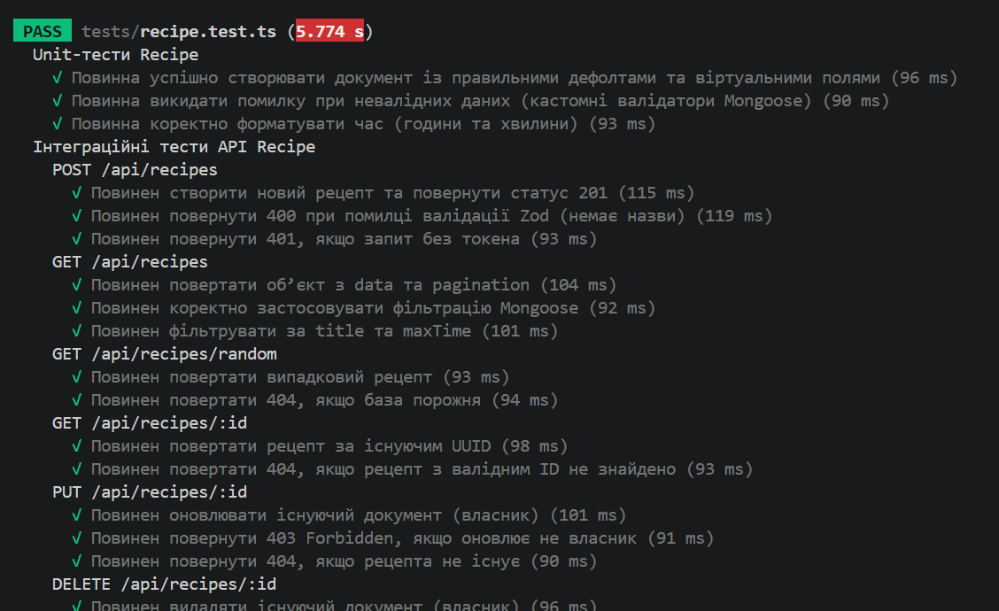 PASS tests/recipe.test.ts (5.774 s)
Unit-тести Recipe
√ Повинна успішно створювати документ із правильними дефолтами та віртуальними полями (96 ms)
√ Повинна викидати помилку при невалідних даних (кастомні валідатори Mongoose) (90 ms)
√ Повинна коректно форматувати час (години та хвилини) (93 ms)
Інтеграційні тести API Recipe
POST /api/recipes
√ Повинен створити новий рецепт та повернути статус 201 (115 ms)
√ Повинен повернути 400 при помилці валідації Zod (немає назви) (119 ms)
√ Повинен повернути 401, якщо запит без токена (93 ms)
GET /api/recipes
√ Повинен повертати об’єкт з data та pagination (104 ms)
√ Повинен коректно застосовувати фільтрацію Mongoose (92 ms)
√ Повинен фільтрувати за title та maxTime (101 ms)
GET /api/recipes/random
√ Повинен повертати випадковий рецепт (93 ms)
√ Повинен повертати 404, якщо база порожня (94 ms)
GET /api/recipes/:id
√ Повинен повертати рецепт за існуючим UUID (98 ms)
√ Повинен повертати 404, якщо рецепт з валідним ID не знайдено (93 ms)
PUT /api/recipes/:id
√ Повинен оновлювати існуючий документ (власник) (101 ms)
√ Повинен повернути 403 Forbidden, якщо оновлює не власник (91 ms)
√ Повинен повернути 404, якщо рецепта не існує (90 ms)
DELETE /api/recipes/:id
√ Повинен видаляти існуючий документ (власник) (96 ms)